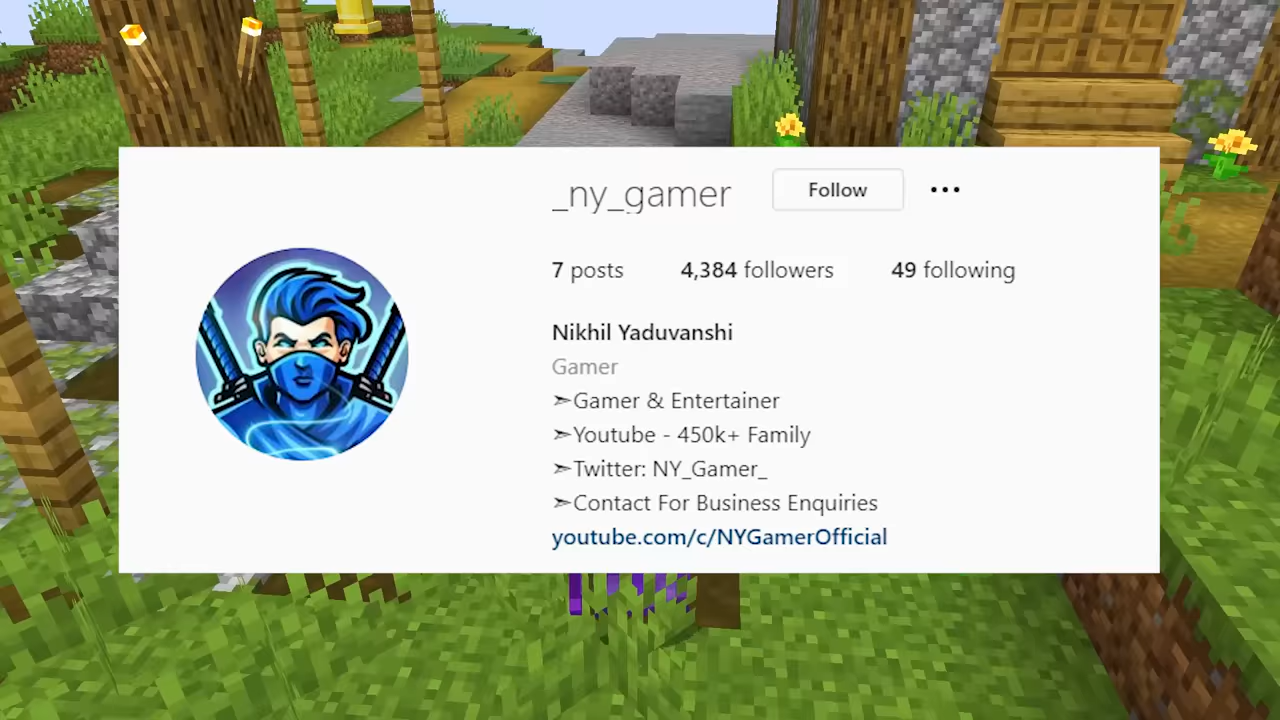 _ny_gamer Follow •••
7 posts 4,384 followers 49 following
Nikhil Yaduvanshi
Gamer
➣Gamer & Entertainer
➣Youtube - 450k+ Family
➣Twitter: NY_Gamer_
➣Contact For Business Enquiries
youtube.com/c/NYGamerOfficial